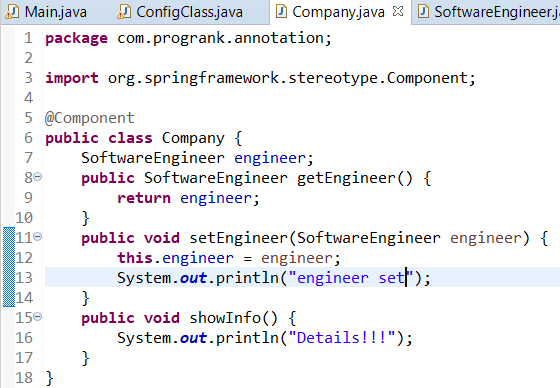 Main.java ConfigClass.java Company.java SoftwareEngineer.j
1 package com.progrank.annotation;
2
3 import org.springframework.stereotype.Component;
4
5 @Component
6 public class Company {
7 SoftwareEngineer engineer;
8 public SoftwareEngineer getEngineer() {
9 return engineer;
10 }
11 public void setEngineer(SoftwareEngineer engineer) {
12 this.engineer = engineer;
13 System.out.println("engineer set");
14 }
15 public void showInfo() {
16 System.out.println("Details!!!");
17 }
18 }